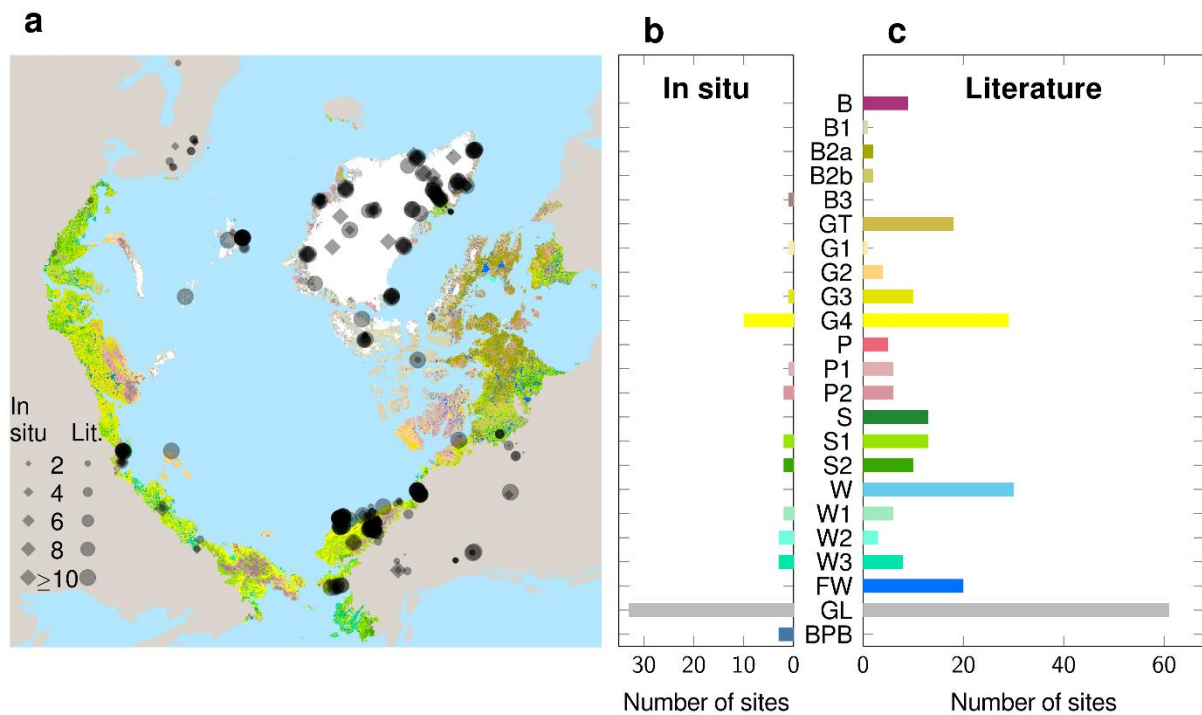 a
b
c
In situ
Literature
In
situ
Lit.
2
4
6
8
≥10
B
B1
B2a
B2b
B3
GT
G1
G2
G3
G4
P
P1
P2
S
S1
S2
W
W1
W2
W3
FW
GL
BPB
30 20 10 0
0 20 40 60
Number of sites
Number of sites